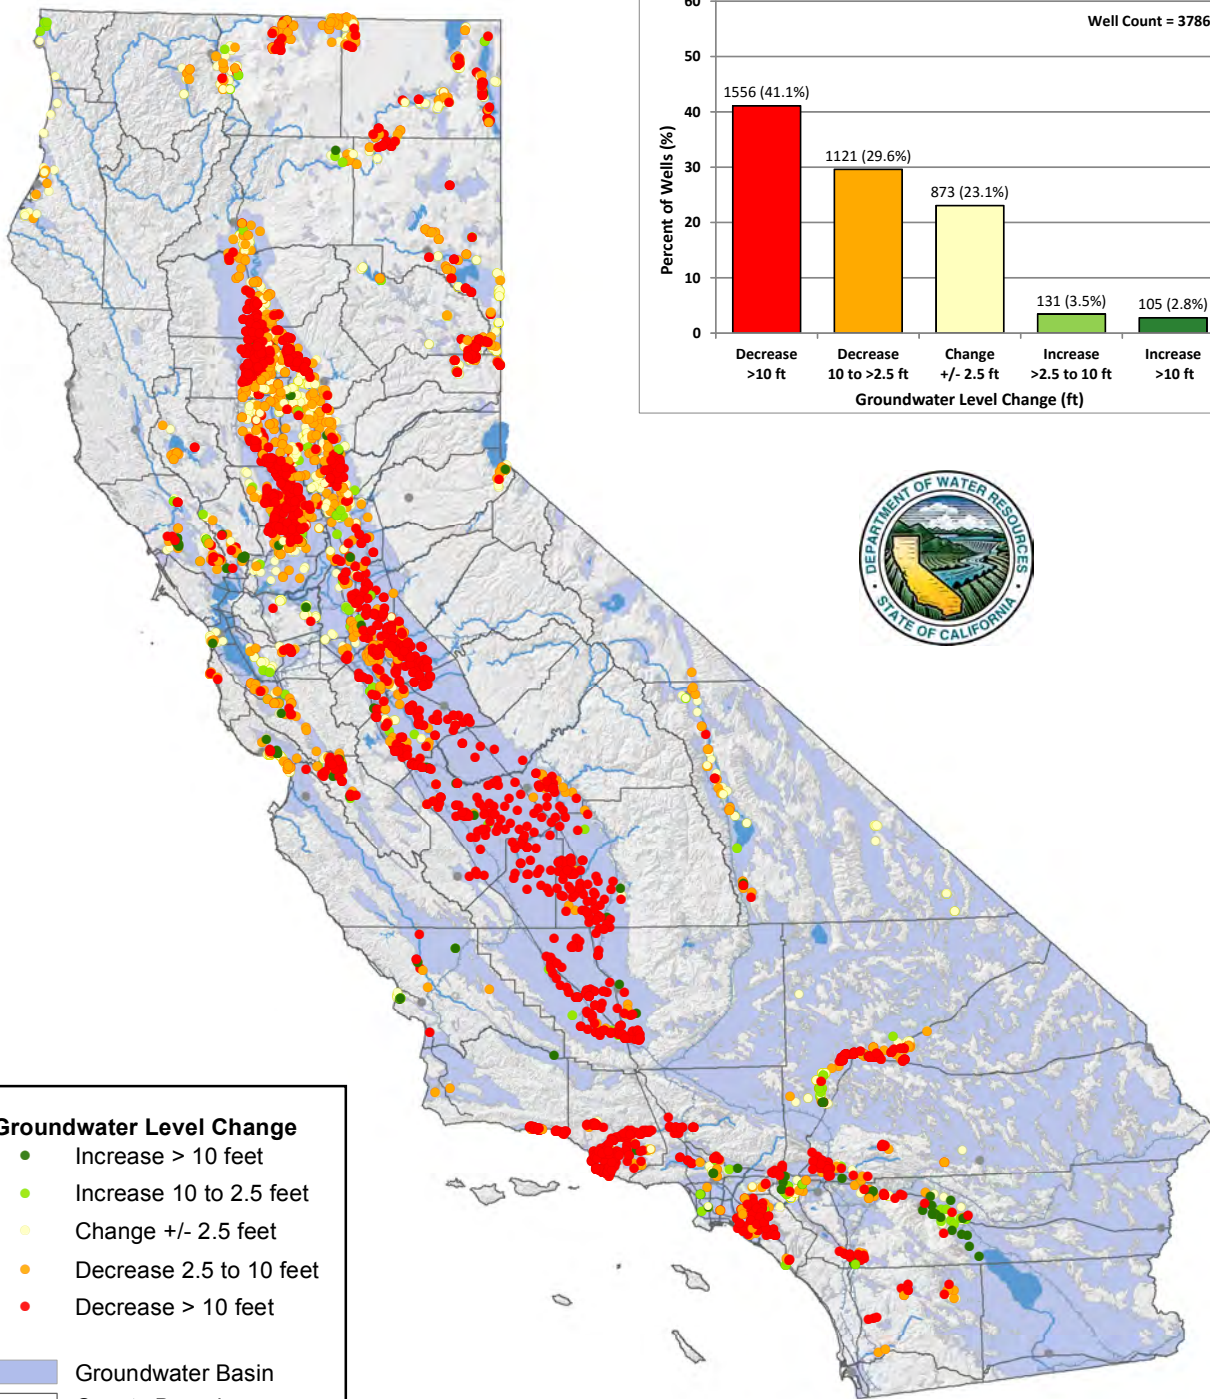 60
Well Count = 3786
50
1556 (41.1%)
40
1121 (29.6%)
30
873 (23.1%)
20
10
131 (3.5%)
105 (2.8%)
0
Percent of Wells (%)
Decrease >10 ft
Decrease 10 to >2.5 ft
Change +/- 2.5 ft
Increase >2.5 to 10 ft
Increase >10 ft
Groundwater Level Change (ft)
DEPARTMENT OF WATER RESOURCES
STATE OF CALIFORNIA
Groundwater Level Change
Increase > 10 feet
Increase 10 to 2.5 feet
Change +/- 2.5 feet
Decrease 2.5 to 10 feet
Decrease > 10 feet
Groundwater Basin